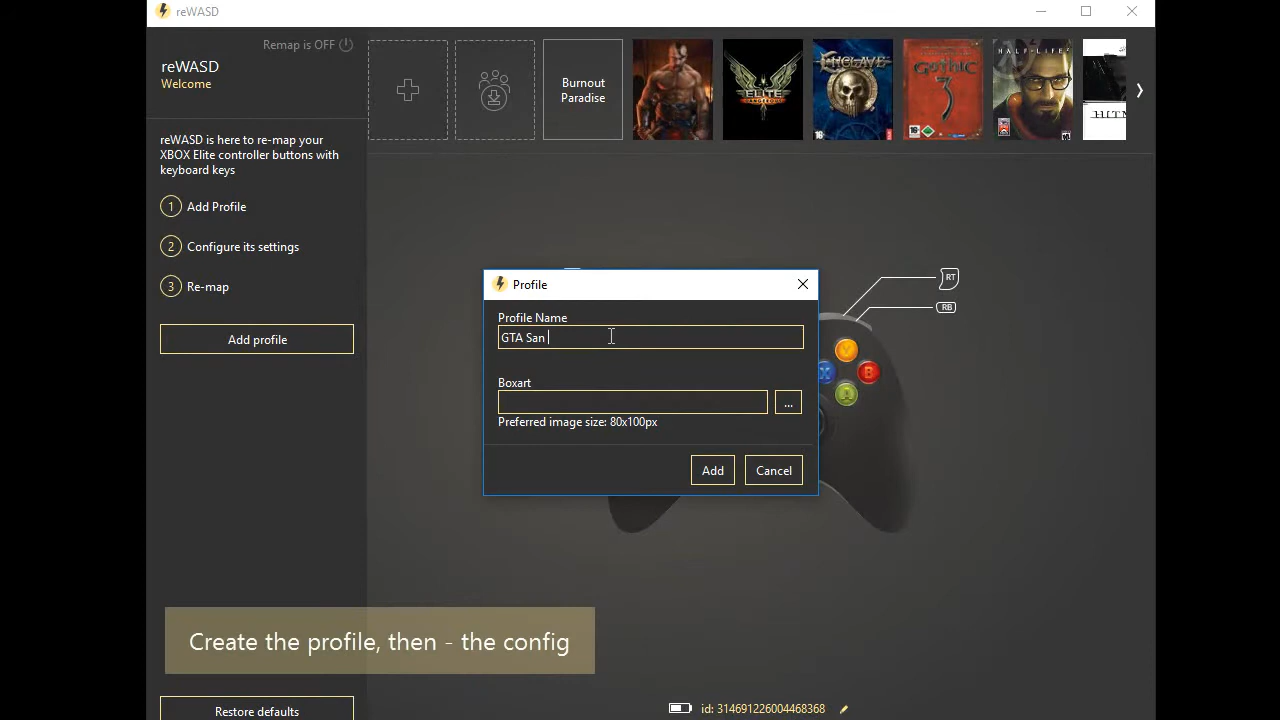 reWASD
Remap is OFF
reWASD
Welcome
reWASD is here to re-map your
XBOX Elite controller buttons with
keyboard keys
1 Add Profile
2 Configure its settings
3 Re-map
Add profile
Burnout
Paradise
ELITE
DANGEROUS
ENCLAVE
GOTHIC
3
HALF-LIFE
HITN
Profile
Profile Name
GTA San
Boxart
...
Preferred image size: 80x100px
Add
Cancel
RT
RB
X
Y
B
A
Create the profile, then - the config
Restore defaults
id: 314691226004468368